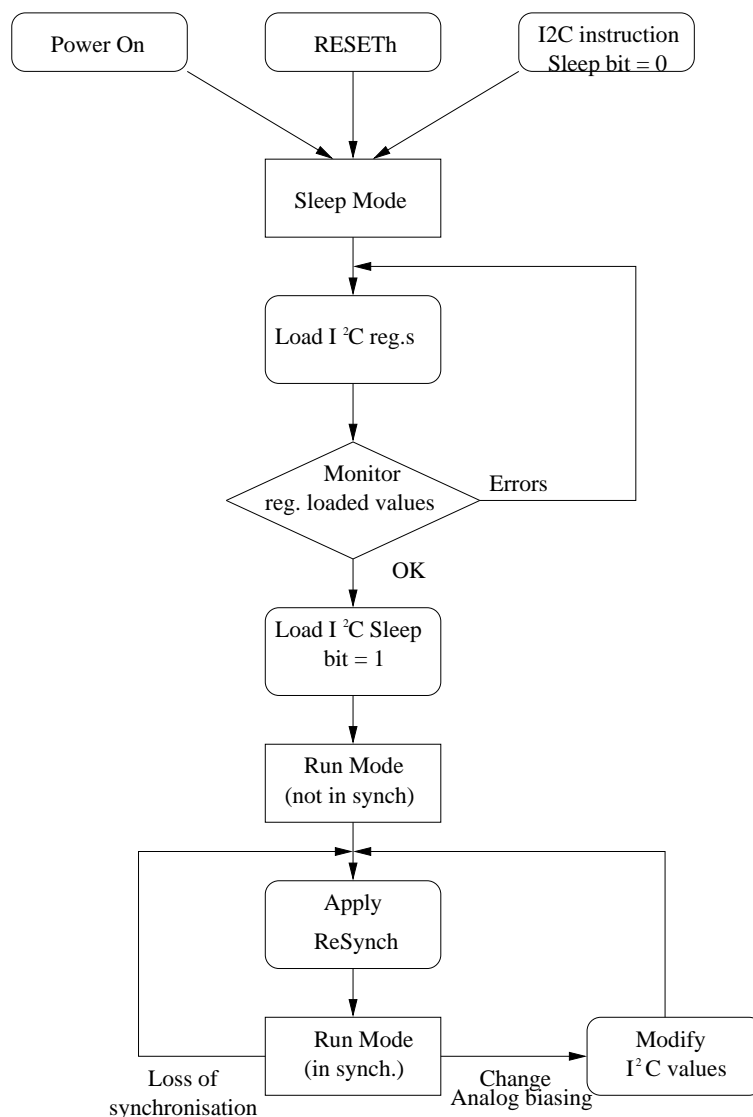 Power On
RESETh
I2C instruction
Sleep bit = 0
Sleep Mode
Load I ²C reg.s
Monitor
reg. loaded values
Errors
OK
Load I ²C Sleep
bit = 1
Run Mode
(not in synch)
Apply
ReSynch
Run Mode
(in synch.)
Loss of
synchronisation
Change
Analog biasing
Modify
I²C values